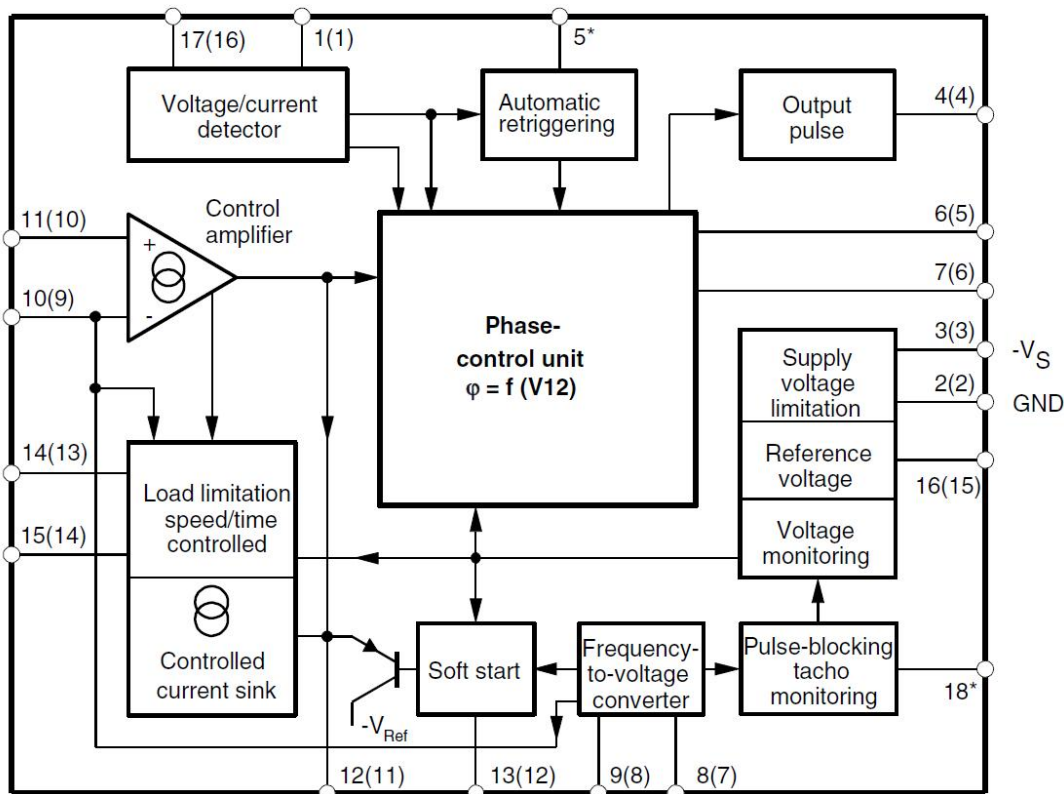 17(16)
1(1)
5*
Voltage/current
detector
Automatic
retriggering
Output
pulse
4(4)
11(10)
Control
amplifier
+
6(5)
10(9)
-
7(6)
Phase-
control unit
φ = f (V12)
3(3)
-VS
Supply
voltage
limitation
2(2)
GND
14(13)
Reference
voltage
16(15)
Load limitation
speed/time
controlled
15(14)
Voltage
monitoring
Controlled
current sink
-VRef
Soft start
Frequency-
to-voltage
converter
Pulse-blocking
tacho
monitoring
18*
12(11)
13(12)
9(8)
8(7)